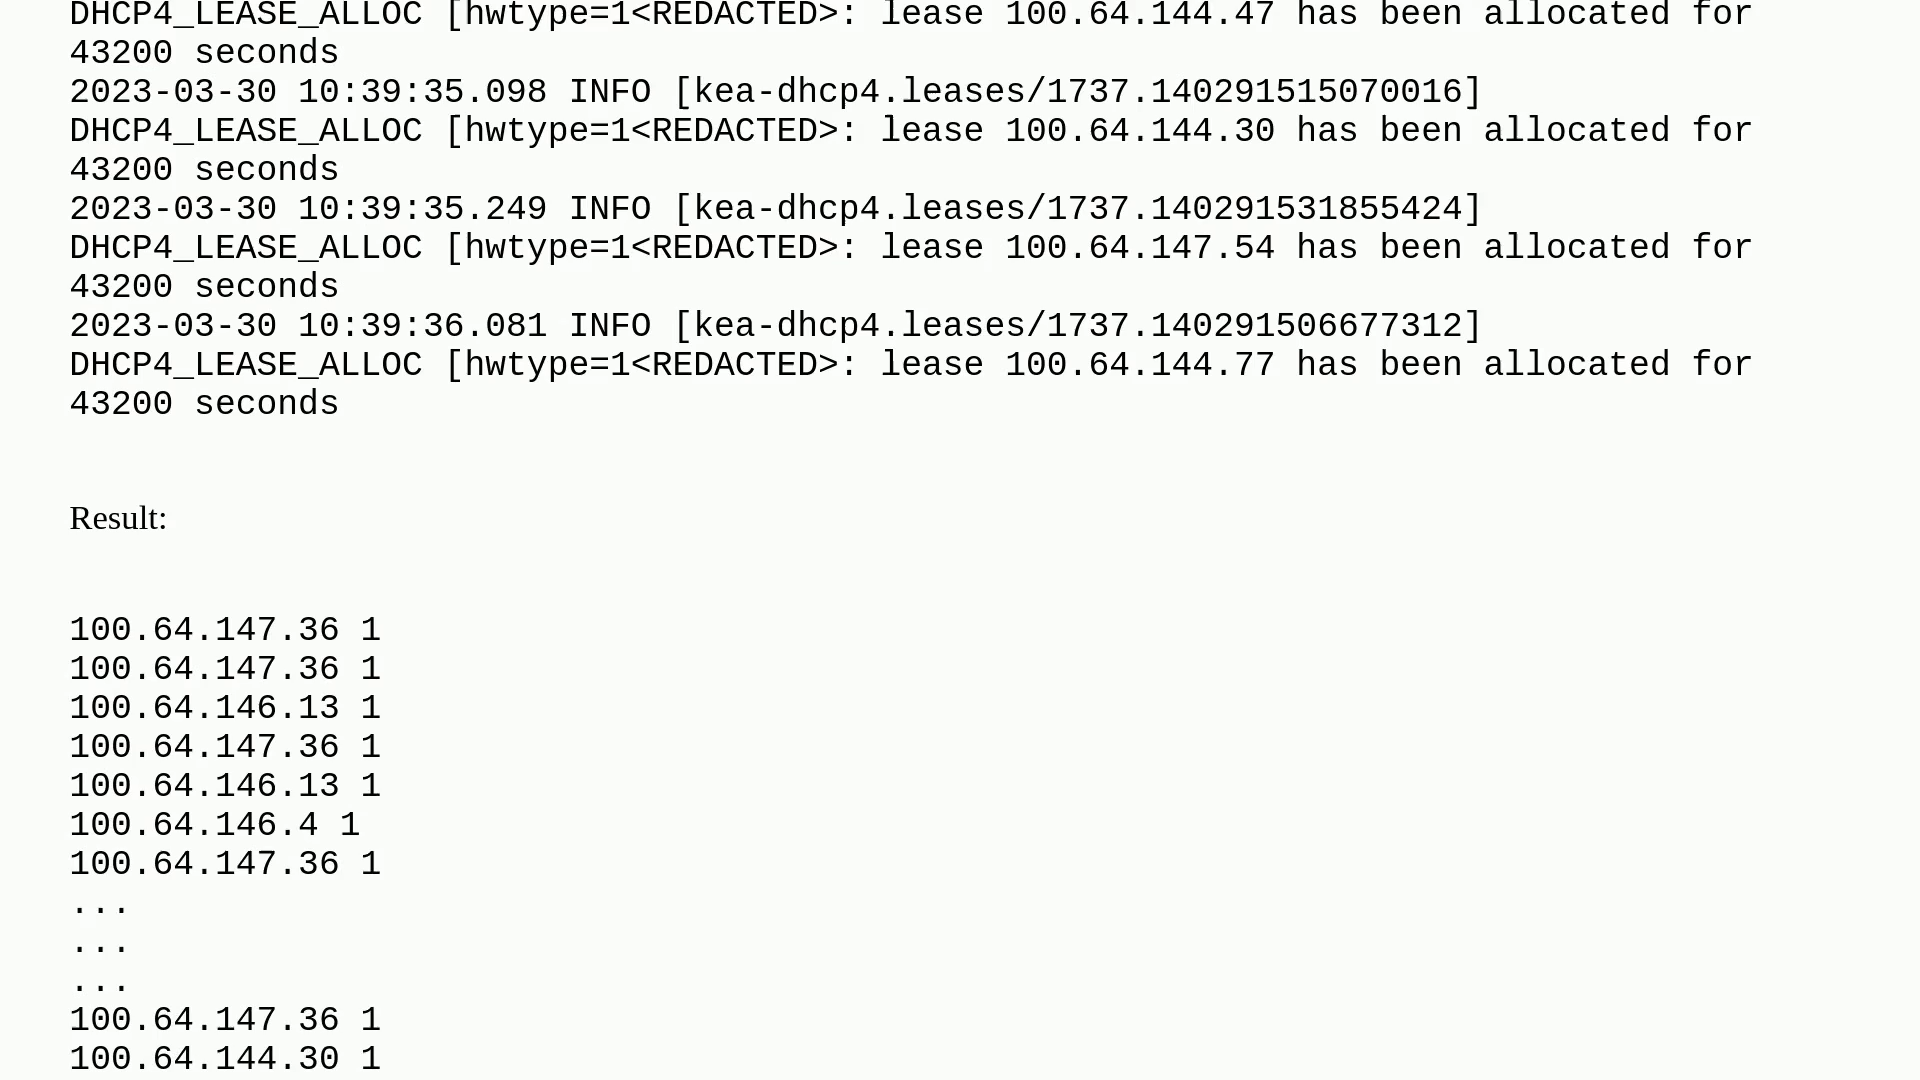 DHCP4_LEASE_ALLOC [hwtype=1<REDACTED>: lease 100.64.144.47 has been allocated for
43200 seconds
2023-03-30 10:39:35.098 INFO [kea-dhcp4.leases/1737.140291515070016]
DHCP4_LEASE_ALLOC [hwtype=1<REDACTED>: lease 100.64.144.30 has been allocated for
43200 seconds
2023-03-30 10:39:35.249 INFO [kea-dhcp4.leases/1737.140291531855424]
DHCP4_LEASE_ALLOC [hwtype=1<REDACTED>: lease 100.64.147.54 has been allocated for
43200 seconds
2023-03-30 10:39:36.081 INFO [kea-dhcp4.leases/1737.140291506677312]
DHCP4_LEASE_ALLOC [hwtype=1<REDACTED>: lease 100.64.144.77 has been allocated for
43200 seconds
Result:
100.64.147.36 1
100.64.147.36 1
100.64.146.13 1
100.64.147.36 1
100.64.146.13 1
100.64.146.4 1
100.64.147.36 1
...
...
...
100.64.147.36 1
100.64.144.30 1